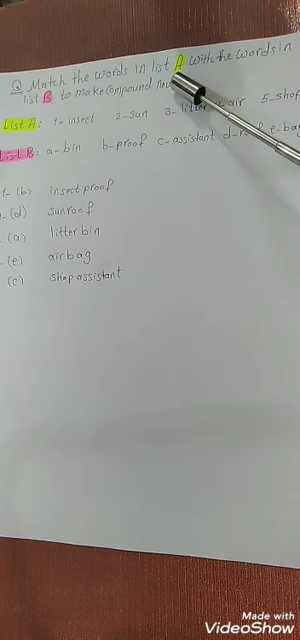 Q Match the words in list A with the words in
list B to make compound
List A: 1- insect 2- Sun 3- air 5- shop
List B: a- bin b- proof c- assistant d- e- bag
1- (b) insect proof
(d) sunroof
(a) litter bin
(e) airbag
(c) shop assistant
Made with
VideoShow